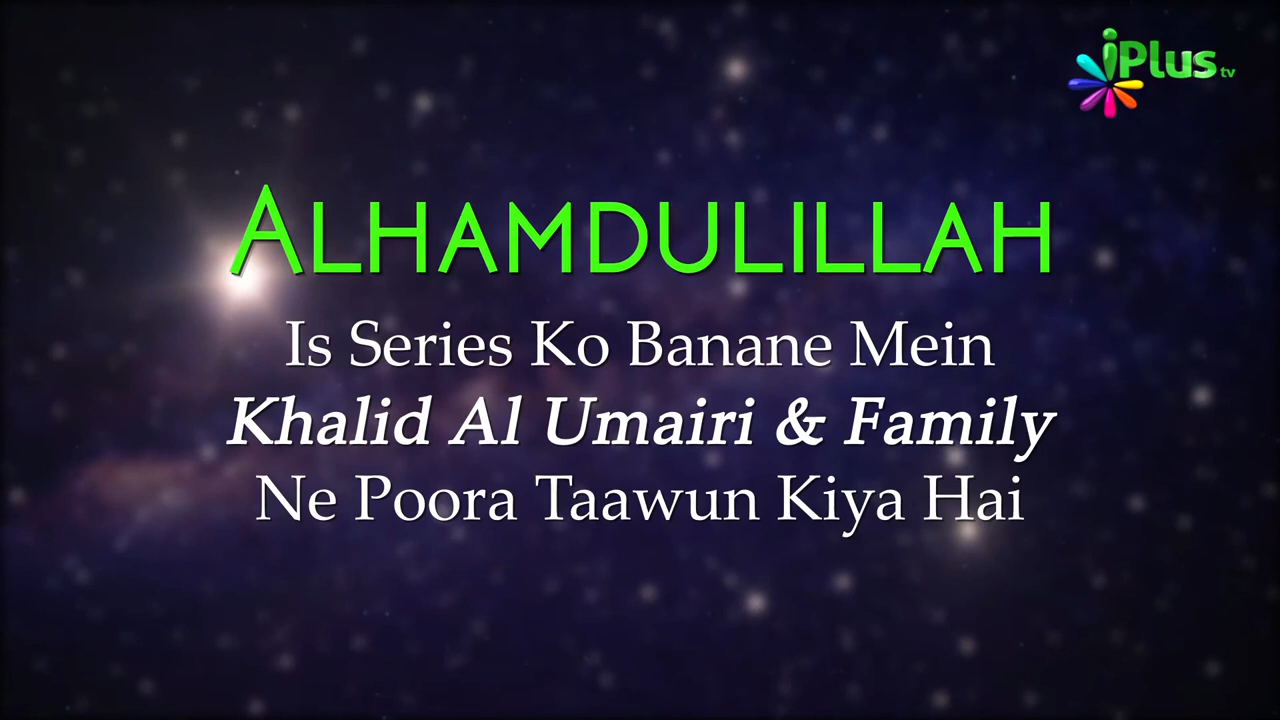 iPlus tv
ALHAMDULILLAH
Is Series Ko Banane Mein
Khalid Al Umairi & Family
Ne Poora Taawun Kiya Hai